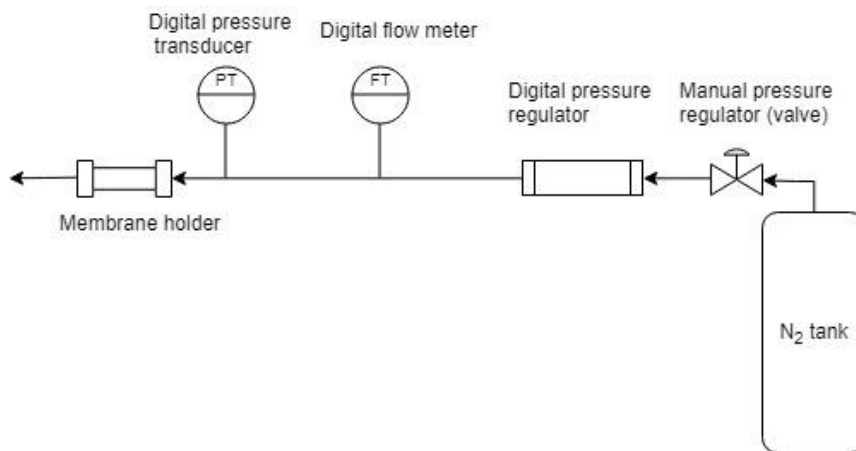 Digital pressure
transducer
Digital flow meter
PT
FT
Digital pressure
regulator
Manual pressure
regulator (valve)
Membrane holder
N₂ tank